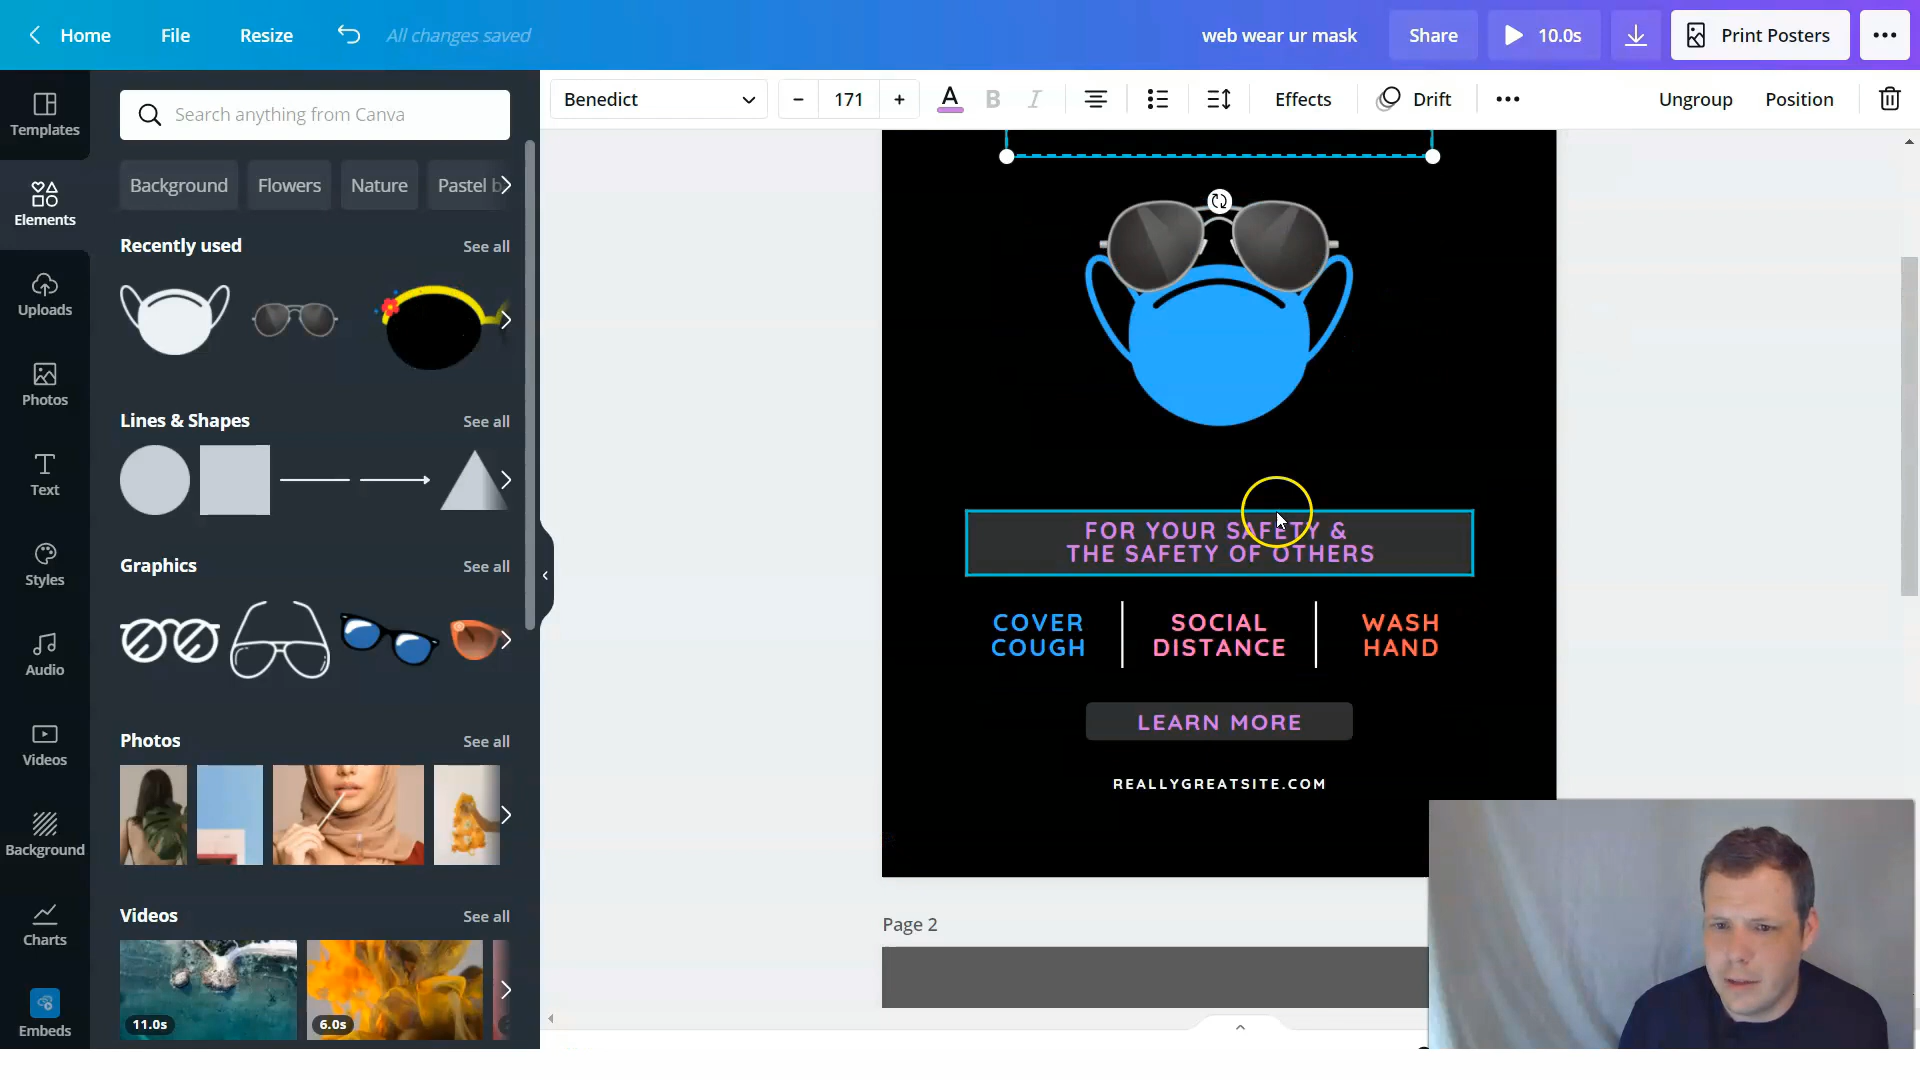 Home
File
Resize
All changes saved
web wear ur mask
Share
10.0s
Print Posters
Templates
Elements
Uploads
Photos
Text
Styles
Audio
Videos
Background
Charts
Embeds
Search anything from Canva
Background
Flowers
Nature
Pastel b
Recently used
See all
Lines & Shapes
See all
Graphics
See all
Photos
See all
Videos
See all
11.0s
6.0s
Benedict
171
A
B
I
Effects
Drift
Ungroup
Position
FOR YOUR SAFETY &
THE SAFETY OF OTHERS
COVER
COUGH
SOCIAL
DISTANCE
WASH
HAND
LEARN MORE
REALLYGREATSITE.COM
Page 2